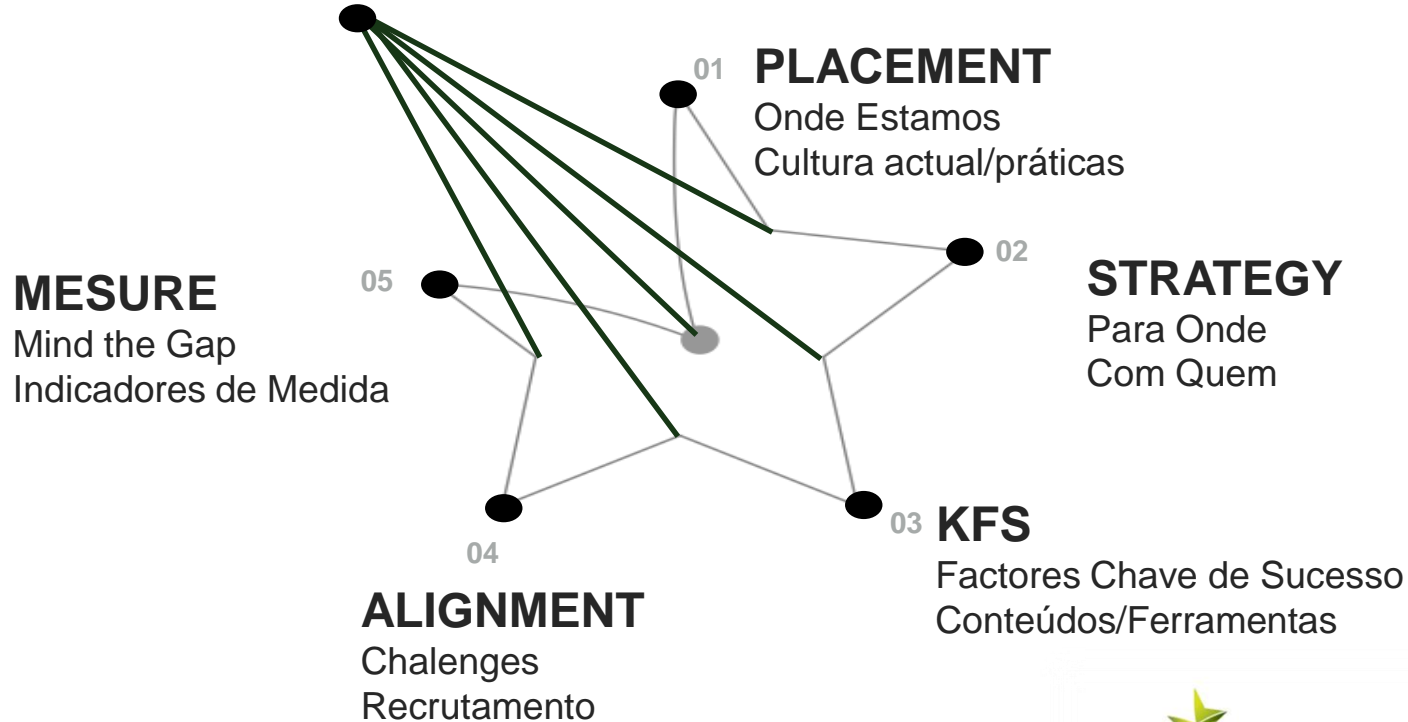 01
PLACEMENT
Onde Estamos
Cultura actual/práticas
02
STRATEGY
Para Onde
Com Quem
03
KFS
Factores Chave de Sucesso
Conteúdos/Ferramentas
04
ALIGNMENT
Chalenges
Recrutamento
05
MESURE
Mind the Gap
Indicadores de Medida